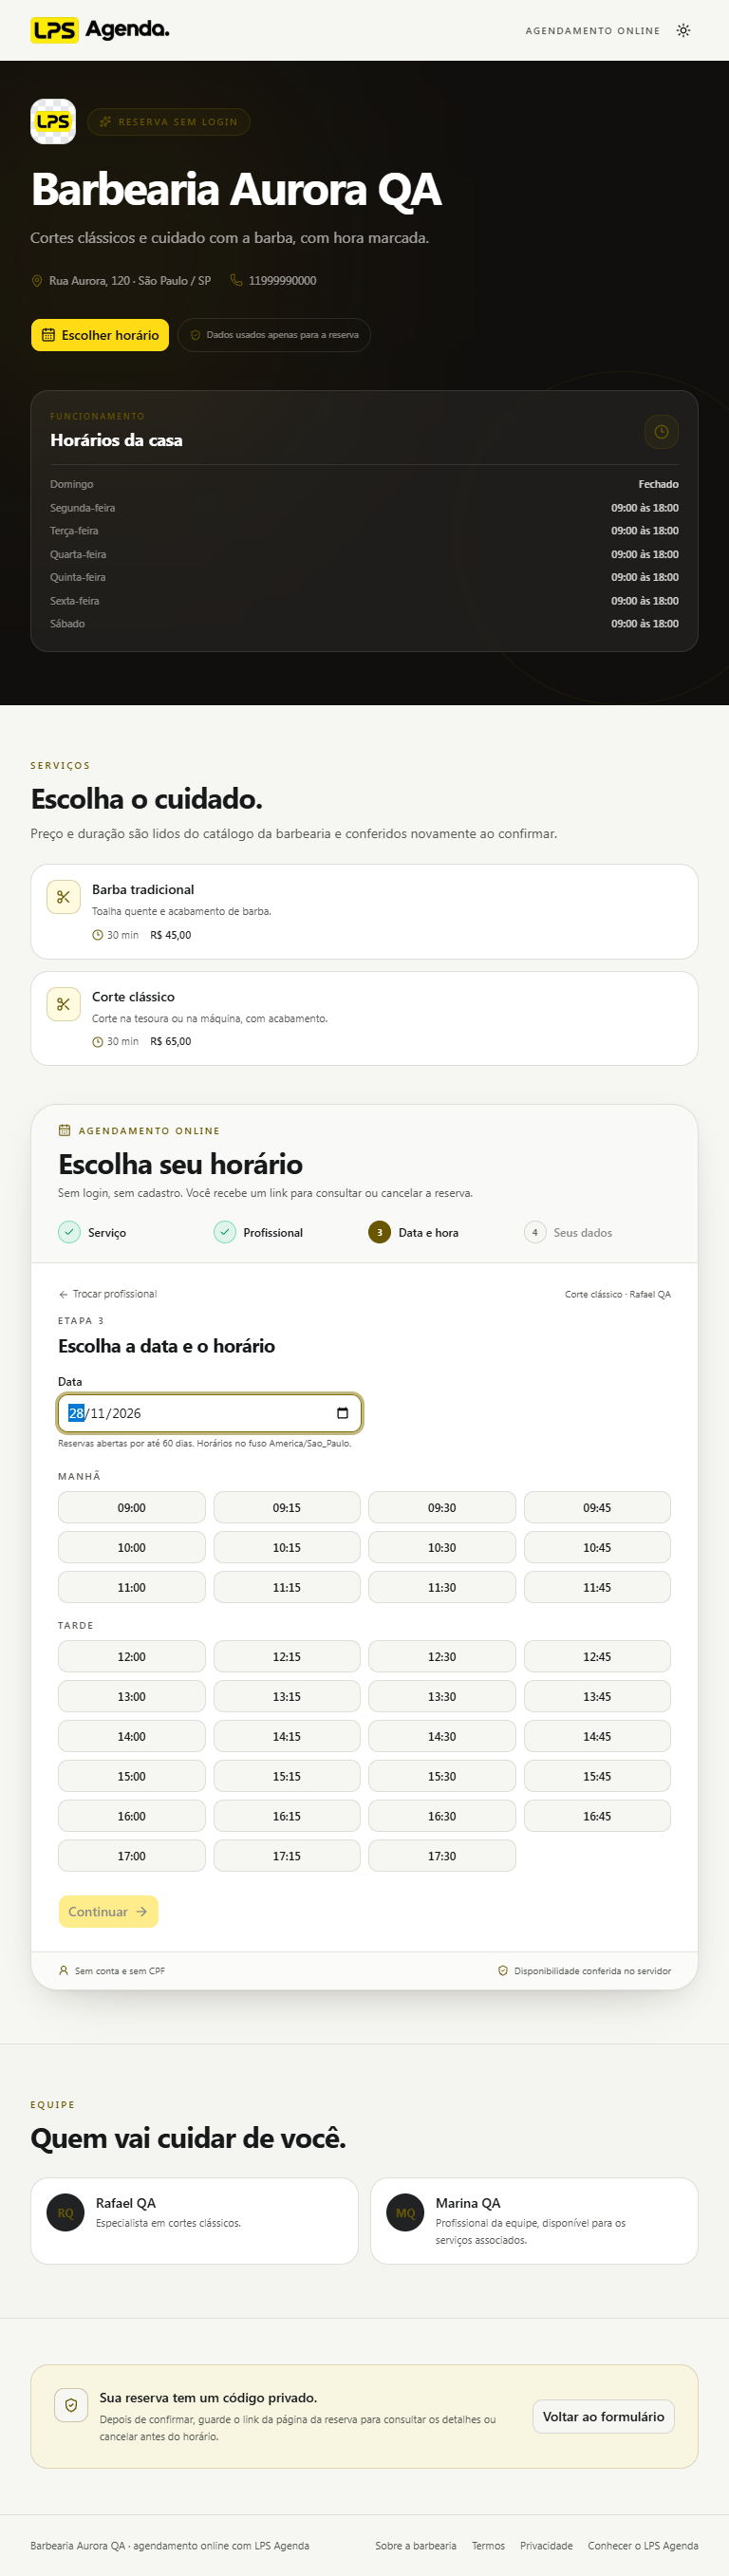 LPS Agenda.
AGENDAMENTO ONLINE
LPS
RESERVA SEM LOGIN
Barbearia Aurora QA
Cortes clássicos e cuidado com a barba, com hora marcada.
Rua Aurora, 120 · São Paulo / SP
11999990000
Escolher horário
Dados usados apenas para a reserva
FUNCIONAMENTO
Horários da casa
Domingo Fechado
Segunda-feira 09:00 às 18:00
Terça-feira 09:00 às 18:00
Quarta-feira 09:00 às 18:00
Quinta-feira 09:00 às 18:00
Sexta-feira 09:00 às 18:00
Sábado 09:00 às 18:00
SERVIÇOS
Escolha o cuidado.
Preço e duração são lidos do catálogo da barbearia e conferidos novamente ao confirmar.
Barba tradicional
Toalha quente e acabamento de barba.
30 min R$ 45,00
Corte clássico
Corte na tesoura ou na máquina, com acabamento.
30 min R$ 65,00
AGENDAMENTO ONLINE
Escolha seu horário
Sem login, sem cadastro. Você recebe um link para consultar ou cancelar a reserva.
Serviço
Profissional
3 Data e hora
4 Seus dados
Trocar profissional
Corte clássico · Rafael QA
ETAPA 3
Escolha a data e o horário
Data
28/11/2026
Reservas abertas por até 60 dias. Horários no fuso America/Sao_Paulo.
MANHÃ
09:00 09:15 09:30 09:45
10:00 10:15 10:30 10:45
11:00 11:15 11:30 11:45
TARDE
12:00 12:15 12:30 12:45
13:00 13:15 13:30 13:45
14:00 14:15 14:30 14:45
15:00 15:15 15:30 15:45
16:00 16:15 16:30 16:45
17:00 17:15 17:30
Continuar
Sem conta e sem CPF
Disponibilidade conferida no servidor
EQUIPE
Quem vai cuidar de você.
RQ
Rafael QA
Especialista em cortes clássicos.
MQ
Marina QA
Profissional da equipe, disponível para os
serviços associados.
Sua reserva tem um código privado.
Depois de confirmar, guarde o link da página da reserva para consultar os detalhes ou
cancelar antes do horário.
Voltar ao formulário
Barbearia Aurora QA · agendamento online com LPS Agenda
Sobre a barbearia Termos Privacidade Conhecer o LPS Agenda